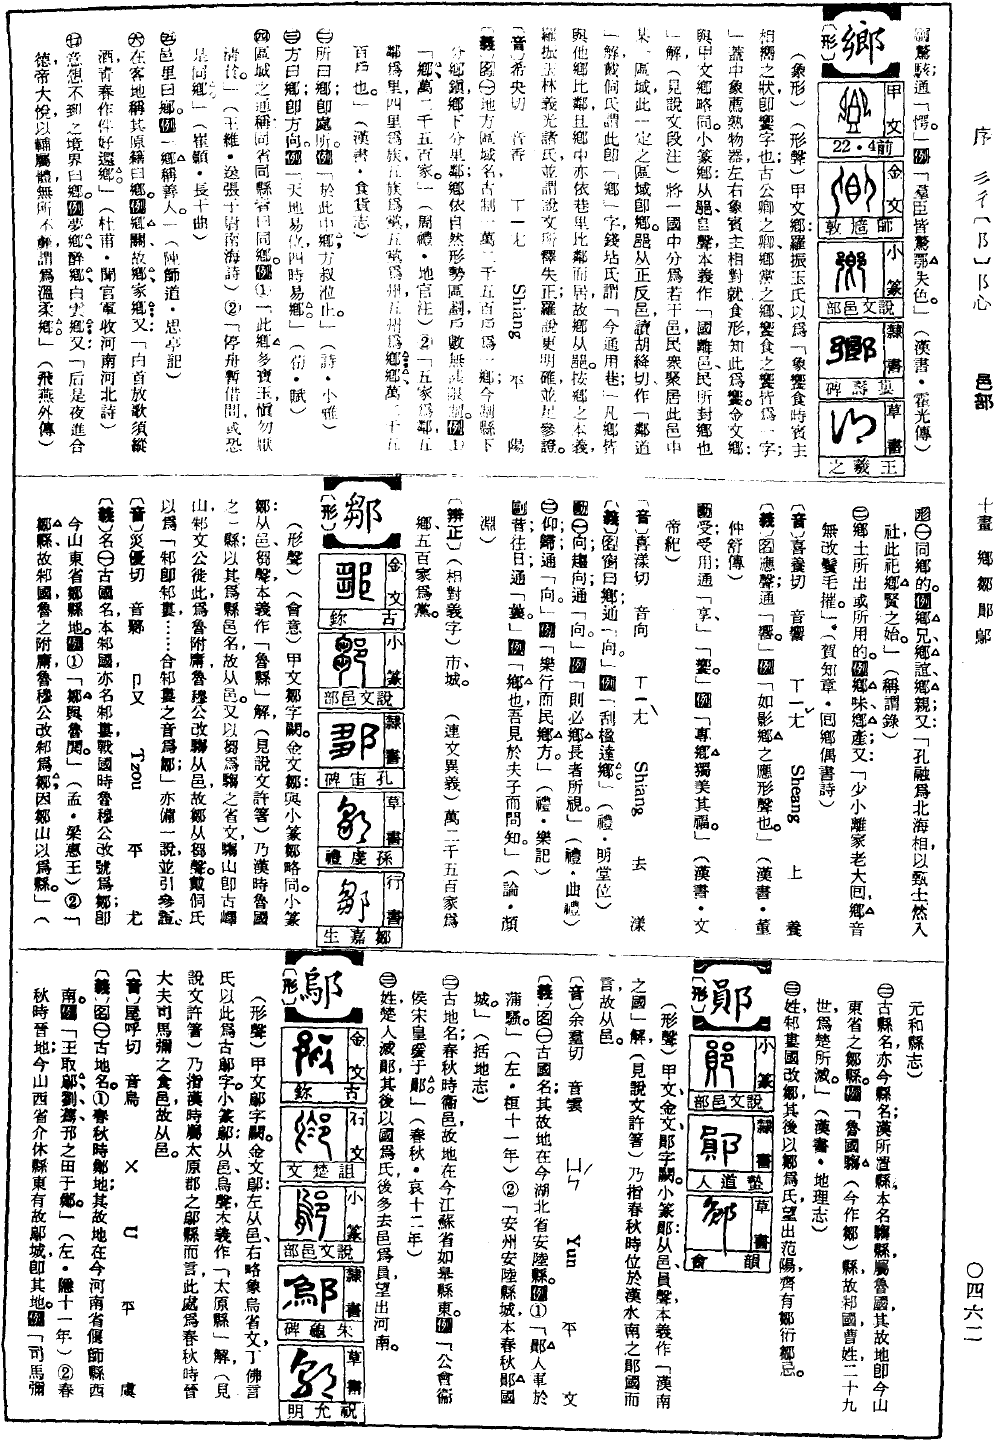 序 彡彳亻卩㔾阝心 邑部 十畫 鄉鄒鄖鄔 〇四六二
通「愕。」例「羣臣皆驚鄂失色。」(漢書·霍光傳)
鄉
〔形〕
甲文 前4·22
金文
小篆 說文邑部
隸書
草書 王羲之
(象形)(形聲)甲文鄉:羅振玉氏以爲「象饗食時賓主
相嚮之狀,即饗字也;古公卿之卿,鄉黨之鄉,饗食之饗皆爲一字;
」蓋中象薦熟物器,左右象賓主相對就食形,知此爲饗。金文鄉:
與甲文鄉略同。小篆鄉:从𨛜,皀聲,本義作「國離邑,民所封鄉也
」解(見說文段注)將一國中分爲若干邑,民衆聚居此邑中
某一區域,此一定之區域即鄉。
與他鄉比鄰,且鄉中亦依巷里比鄰而居,故鄉从𨛜。按鄉之本義,
羅振玉林義光諸氏並謂說文所釋失正,羅說更明確,並足參證。
〔音〕希央切 音香 ㄒㄧㄤ Shiang 平 陽
〔義〕名㊀地方區域名:古制一萬二千五百戶爲一鄉;今制縣下
分鄉鎮,鄉下分里鄰,鄉依自然形勢區劃,戶數無其限制。例①
「鄉萬二千五百家。」(周禮·地官注)②「五家爲鄰,五
鄰爲里,四里爲族,五族爲黨,五黨爲州,五州爲鄉,鄉萬二千五
百戶也。」(漢書·食貨志)
㊁所曰鄉;即處所。例「於此中鄉;方叔涖止。」(詩·小雅)
㊂方曰鄉;即方向。例「天地易位,四時易鄉。」(荀·賦)
㊃區域之通稱:同省同縣者曰同鄉。例①「此鄉多寶玉,愼勿厭
清貧。」(王維·送張子尉南海詩)②「停舟暫借問,或恐
是同鄉。」(崔顥·長干曲)
㊄邑里曰鄉。例「一鄉稱善人。」(陳師道·思亭記)
㊅在客地稱其原籍曰鄉。例鄉關、故鄉、家鄉;又「白首放歌須縱
酒,青春作伴好還鄉。」(杜甫·聞官軍收河南河北詩)
㊆意想不到之境界曰鄉。例夢鄉、醉鄉、白雲鄉;又「后是夜進合
德,帝大悅,以輔屬體,無所不靡,謂爲溫柔鄉。」(飛燕外傳)
形㊀同鄉的。例鄉兄、鄉誼、鄉親;又「孔融爲北海相,以甄士然入
社,此祀鄉賢之始。」(稱謂錄)
㊁鄉土所出或所用的。例鄉味、鄉產;又「少小離家老大回,鄉音
無改鬢毛摧。」(賀知章·回鄉偶書詩)
〔音〕喜養切 音響 ㄒㄧㄤˇ Sheang 上 養
〔義〕名應聲;通「響。」例「如影鄉之應形聲也。」(漢書·董
仲舒傳)
動受;受用;通「享、」「饗。」例「專鄉獨美其福。」(漢書·文
帝紀)
〔音〕喜漾切 音向 ㄒㄧㄤˋ Shiang 去 漾
〔義〕名窗曰鄉;通「向。」例「刮楹達鄉。」(禮·明堂位)
動㊀向;趨向;通「向。」例「則必鄉長者所視。」(禮·曲禮)
㊁仰;歸;通「向。」例「樂行而民鄉方。」(禮·樂記)
副昔;往日;通「曩。」例「鄉也,吾見於夫子而問知。」(論·顏
淵)
〔辨正〕(相對義字)市、城。 (連文異義)萬二千五百家爲
鄉,五百家爲黨。
鄒
〔形〕
金文 古鉨
小篆 說文邑部
隸書 孔宙碑
草書 孫虔禮
行書 鄒嘉生
(形聲)(會意)甲文鄒字闕。金文鄒:與小篆鄒略同。小篆
鄒:从邑,芻聲,本義作「魯縣」解(見說文許箸)乃漢時魯國
之一縣,以其爲縣邑名,故从邑。又以芻爲騶之省文,騶山即古嶧
山,邾文公徙此,爲魯附庸,魯穆公改騶从邑,故鄒从芻聲。戴侗氏
以爲「邾即邾婁……合邾婁之音爲鄒;」亦備一說,並引參證。
〔音〕災優切 音騶 ㄗㄡ Tzou 平 尤
〔義〕名㊀古國名,本邾國,亦名邾婁,戰國時魯穆公改號爲鄒;即
今山東省鄒縣地。例①「鄒與魯鬨。」(孟·梁惠王)②「
鄒縣,故邾國,魯之附庸,魯穆公改邾爲鄒,因鄒山以爲縣。」(
元和縣志)
㊁古縣名,亦今縣名:漢所置縣,本名騶縣,屬魯國,其故地即今山
東省之鄒縣。例「魯國騶(今作鄒)縣,故邾國,曹姓,二十九
世爲楚所滅。」(漢書·地理志)
㊂姓,邾婁國改鄒,其後以鄒爲氏,望出范陽,齊有鄒衍、鄒忌。
鄖
〔形〕
小篆 說文邑部
隸書
草書 韻會
(形聲)甲文、金文、鄖字闕。小篆鄖:从邑,員聲,本義作「漢南
之國」解(見說文許箸)乃指春秋時位於漢水南之鄖國而
言,故从邑。
〔音〕余羣切 音雲 ㄩㄣˊ Yun 平 文
〔義〕名㊀古國名:其故地在今湖北省安陸縣。例①「鄖人軍於
蒲騷。」(左·桓十一年)②「安州安陸縣城,本春秋鄖國
城。」(括地志)
㊁古地名,春秋時衞邑,故地在今江蘇省如皋縣東。例「公會衞
侯宋皇瑗于鄖。」(春秋·哀十二年)
㊂姓,楚人滅鄖,其後以國爲氏,後多去邑爲員,望出河南。
鄔
〔形〕
金文 古鉨
石文 詛楚文
小篆 說文邑部
隸書 朱龜碑
草書 祝允明
(形聲)甲文鄔字闕。金文鄔:左从邑,右略象烏省文,丁佛言
氏以此爲古鄔字。小篆鄔:从邑,烏聲,本義作「太原縣」解,(見
說文許箸)乃指漢時屬太原郡之鄔縣而言,此處爲春秋時晉
大夫司馬彌之食邑,故从邑。
〔音〕屋呼切 音烏 ㄨ ㄈ 平 虞
〔義〕名㊀古地名。①春秋時鄭地;其故地在今河南省偃師縣西
南。例「王取鄔、劉、蒍、邘之田于鄭。」(左·隱十一年)②春
秋時晉地;今山西省介休縣東有故鄔城,即其地。例「司馬彌